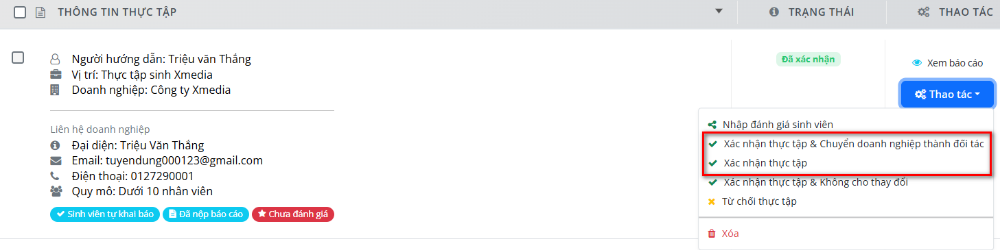 THÔNG TIN THỰC TẬP
TRẠNG THÁI
THAO TÁC
Người hướng dẫn: Triệu văn Thắng
Vị trí: Thực tập sinh Xmedia
Doanh nghiệp: Công ty Xmedia
Đã xác nhận
Xem báo cáo
Thao tác
Liên hệ doanh nghiệp
Đại diện: Triệu Văn Thắng
Email: tuyendung000123@gmail.com
Điện thoại: 0127290001
Quy mô: Dưới 10 nhân viên
Sinh viên tự khai báo
Đã nộp báo cáo
Chưa đánh giá
Nhập đánh giá sinh viên
Xác nhận thực tập & Chuyển doanh nghiệp thành đối tác
Xác nhận thực tập
Xác nhận thực tập & Không cho thay đổi
Từ chối thực tập
Xóa